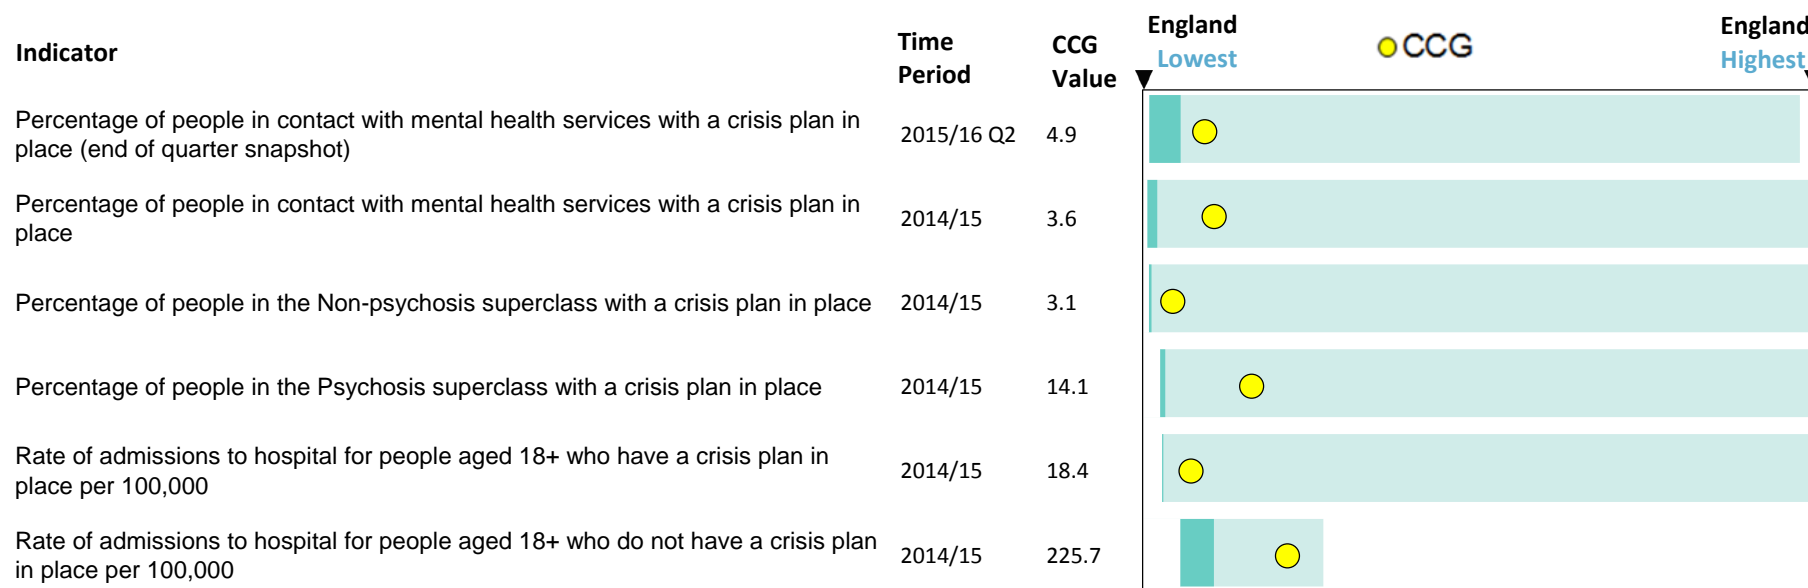 Indicator
Time
Period
CCG
Value
England
Lowest
CCG
England
Highest
Percentage of people in contact with mental health services with a crisis plan in
place (end of quarter snapshot)
2015/16 Q2
4.9
Percentage of people in contact with mental health services with a crisis plan in
place
2014/15
3.6
Percentage of people in the Non-psychosis superclass with a crisis plan in place
2014/15
3.1
Percentage of people in the Psychosis superclass with a crisis plan in place
2014/15
14.1
Rate of admissions to hospital for people aged 18+ who have a crisis plan in
place per 100,000
2014/15
18.4
Rate of admissions to hospital for people aged 18+ who do not have a crisis plan
in place per 100,000
2014/15
225.7